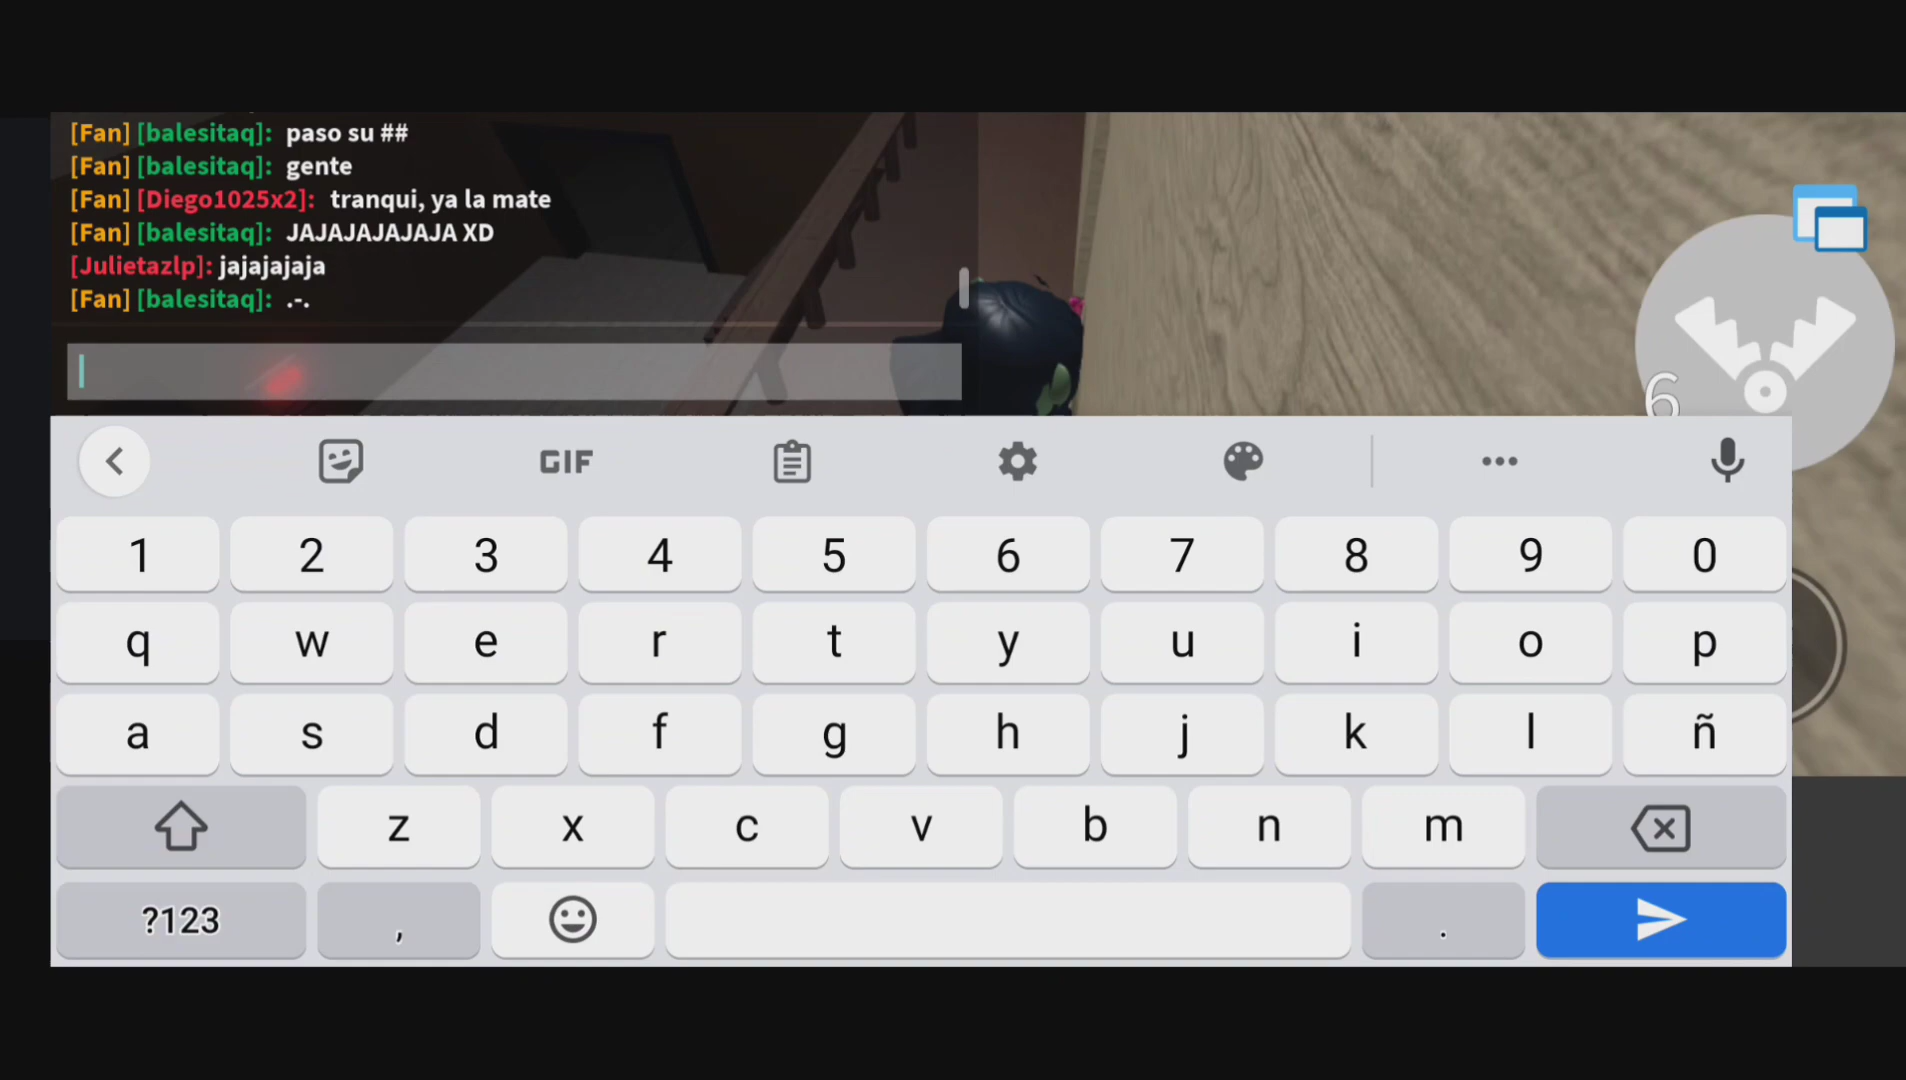 [Fan] [balesitaq]: paso su ##
[Fan] [balesitaq]: gente
[Fan] [Diego1025x2]: tranqui, ya la mate
[Fan] [balesitaq]: JAJAJAJAJAJA XD
[Julietazlp]: jajajajaja
[Fan] [balesitaq]: .-.
6
GIF
1 2 3 4 5 6 7 8 9 0
q w e r t y u i o p
a s d f g h j k l ñ
z x c v b n m
?123 , .